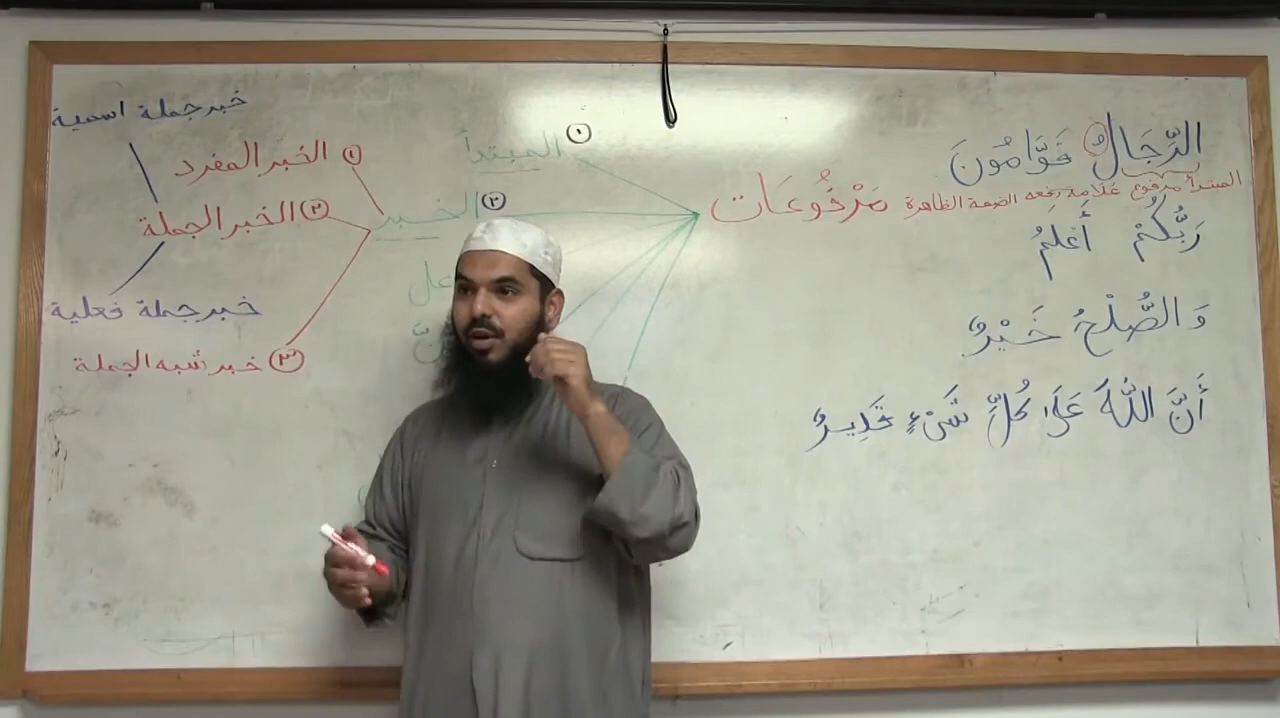 الرِّجَالُ قَوَّامُونَ
المبتدأ مرفوع علامة رفعه الضمة الظاهرة
رَبُّكُمْ أَعْلَمُ
وَالصُّلْحُ خَيْرٌ
أَنَّ اللَّهَ عَلَى كُلِّ شَيْءٍ قَدِيرٌ
مَرْفُوعَات
١ المبتدأ
٢ الخبر
١ الخبر المفرد
٢ الخبر الجملة
خبر جملة اسمية
خبر جملة فعلية
٣ خبر شبه الجملة